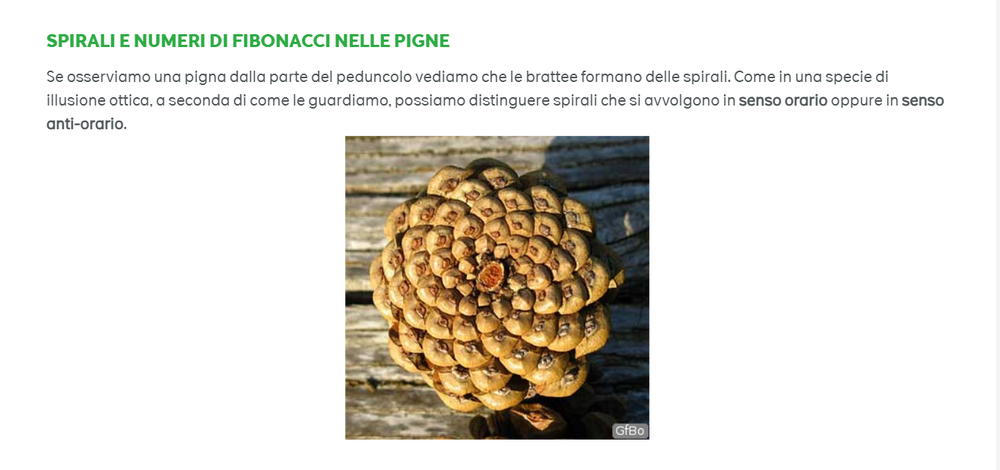 SPIRALI E NUMERI DI FIBONACCI NELLE PIGNE
Se osserviamo una pigna dalla parte del peduncolo vediamo che le brattee formano delle spirali. Come in una specie di
illusione ottica, a seconda di come le guardiamo, possiamo distinguere spirali che si avvolgono in senso orario oppure in senso
anti-orario.
GfBo